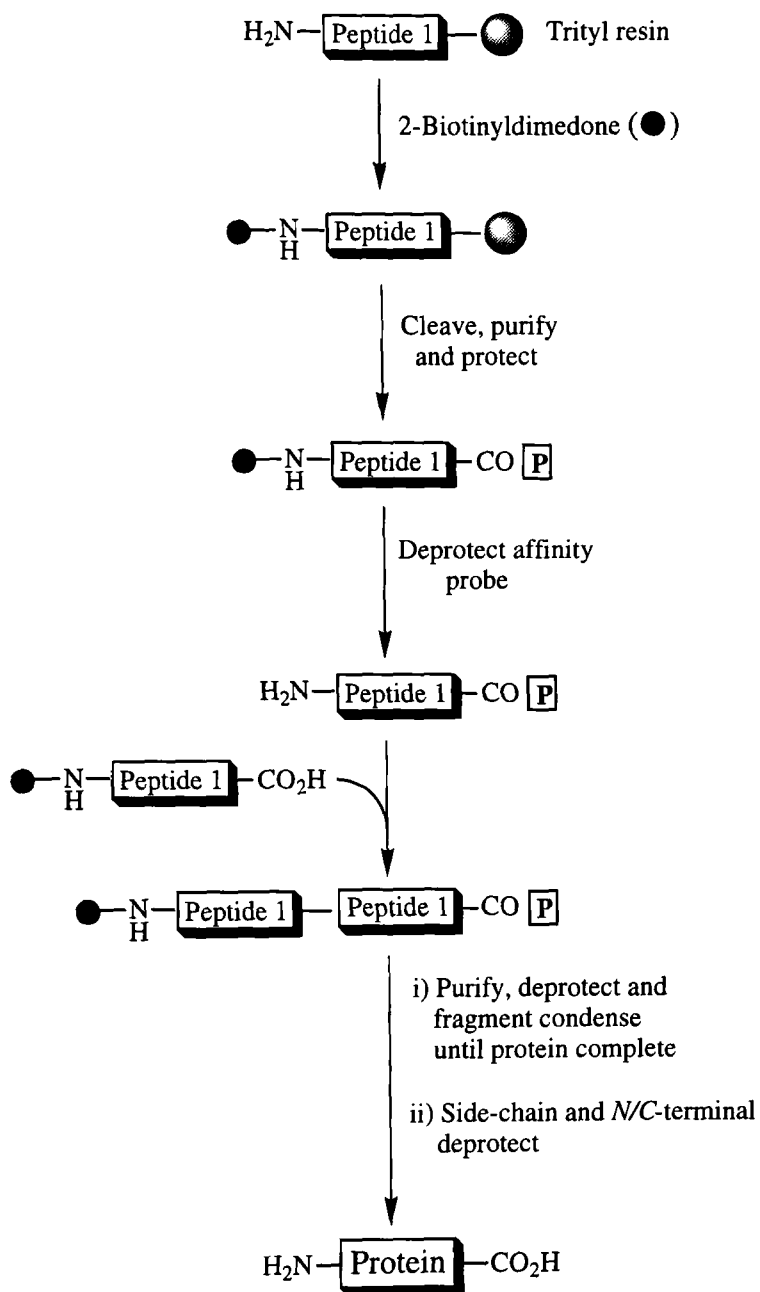 H₂N–Peptide 1 Trityl resin
2-Biotinyldimedone (●)
N
H
Peptide 1
Cleave, purify
and protect
N
H
Peptide 1–CO P
Deprotect affinity
probe
H₂N–Peptide 1–CO P
N
H
Peptide 1–CO₂H
N
H
Peptide 1–Peptide 1–CO P
i) Purify, deprotect and
fragment condense
until protein complete
ii) Side-chain and N/C-terminal
deprotect
H₂N–Protein–CO₂H